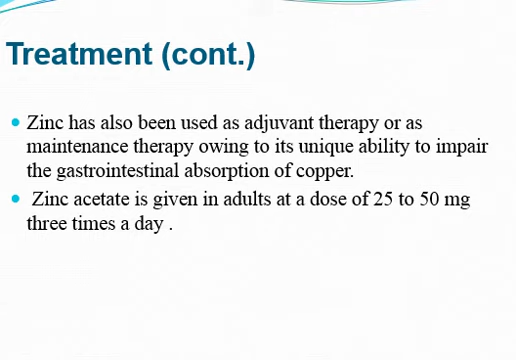 Treatment (cont.)
• Zinc has also been used as adjuvant therapy or as
maintenance therapy owing to its unique ability to impair
the gastrointestinal absorption of copper.
• Zinc acetate is given in adults at a dose of 25 to 50 mg
three times a day .